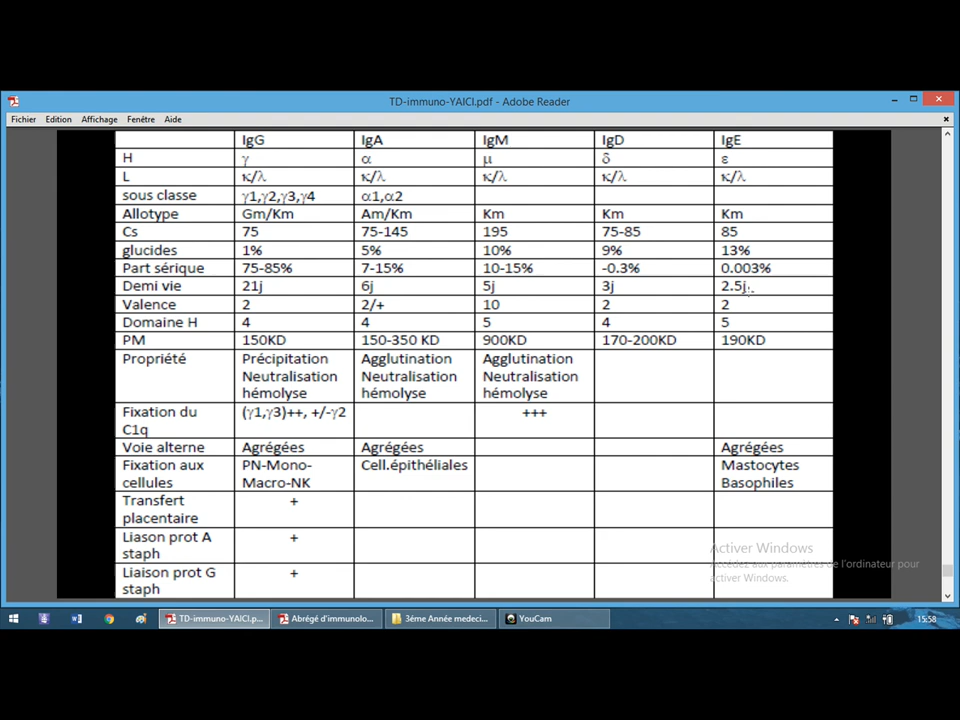 TD-immuno-YAICI.pdf - Adobe Reader
Fichier Edition Affichage Fenêtre Aide
IgG IgA IgM IgD IgE
H γ α μ δ ε
L κ/λ κ/λ κ/λ κ/λ κ/λ
sous classe γ1,γ2,γ3,γ4 α1,α2
Allotype Gm/Km Am/Km Km Km Km
Cs 75 75-145 195 75-85 85
glucides 1% 5% 10% 9% 13%
Part sérique 75-85% 7-15% 10-15% -0.3% 0.003%
Demi vie 21j 6j 5j 3j 2.5j
Valence 2 2/+ 10 2 2
Domaine H 4 4 5 4 5
PM 150KD 150-350 KD 900KD 170-200KD 190KD
Propriété Précipitation Agglutination Agglutination
Neutralisation Neutralisation Neutralisation
hémolyse hémolyse hémolyse
Fixation du (γ1,γ3)++, +/-γ2 +++
C1q
Voie alterne Agrégées Agrégées Agrégées
Fixation aux PN-Mono- Cell.épithéliales Mastocytes
cellules Macro-NK Basophiles
Transfert +
placentaire
Liason prot A +
staph
Liaison prot G +
staph
Activer Windows
Accédez aux paramètres de l'ordinateur pour
activer Windows.
TD-immuno-YAICI.p... Abrégé d'immunolo... 3éme Année medeci... YouCam 15:58